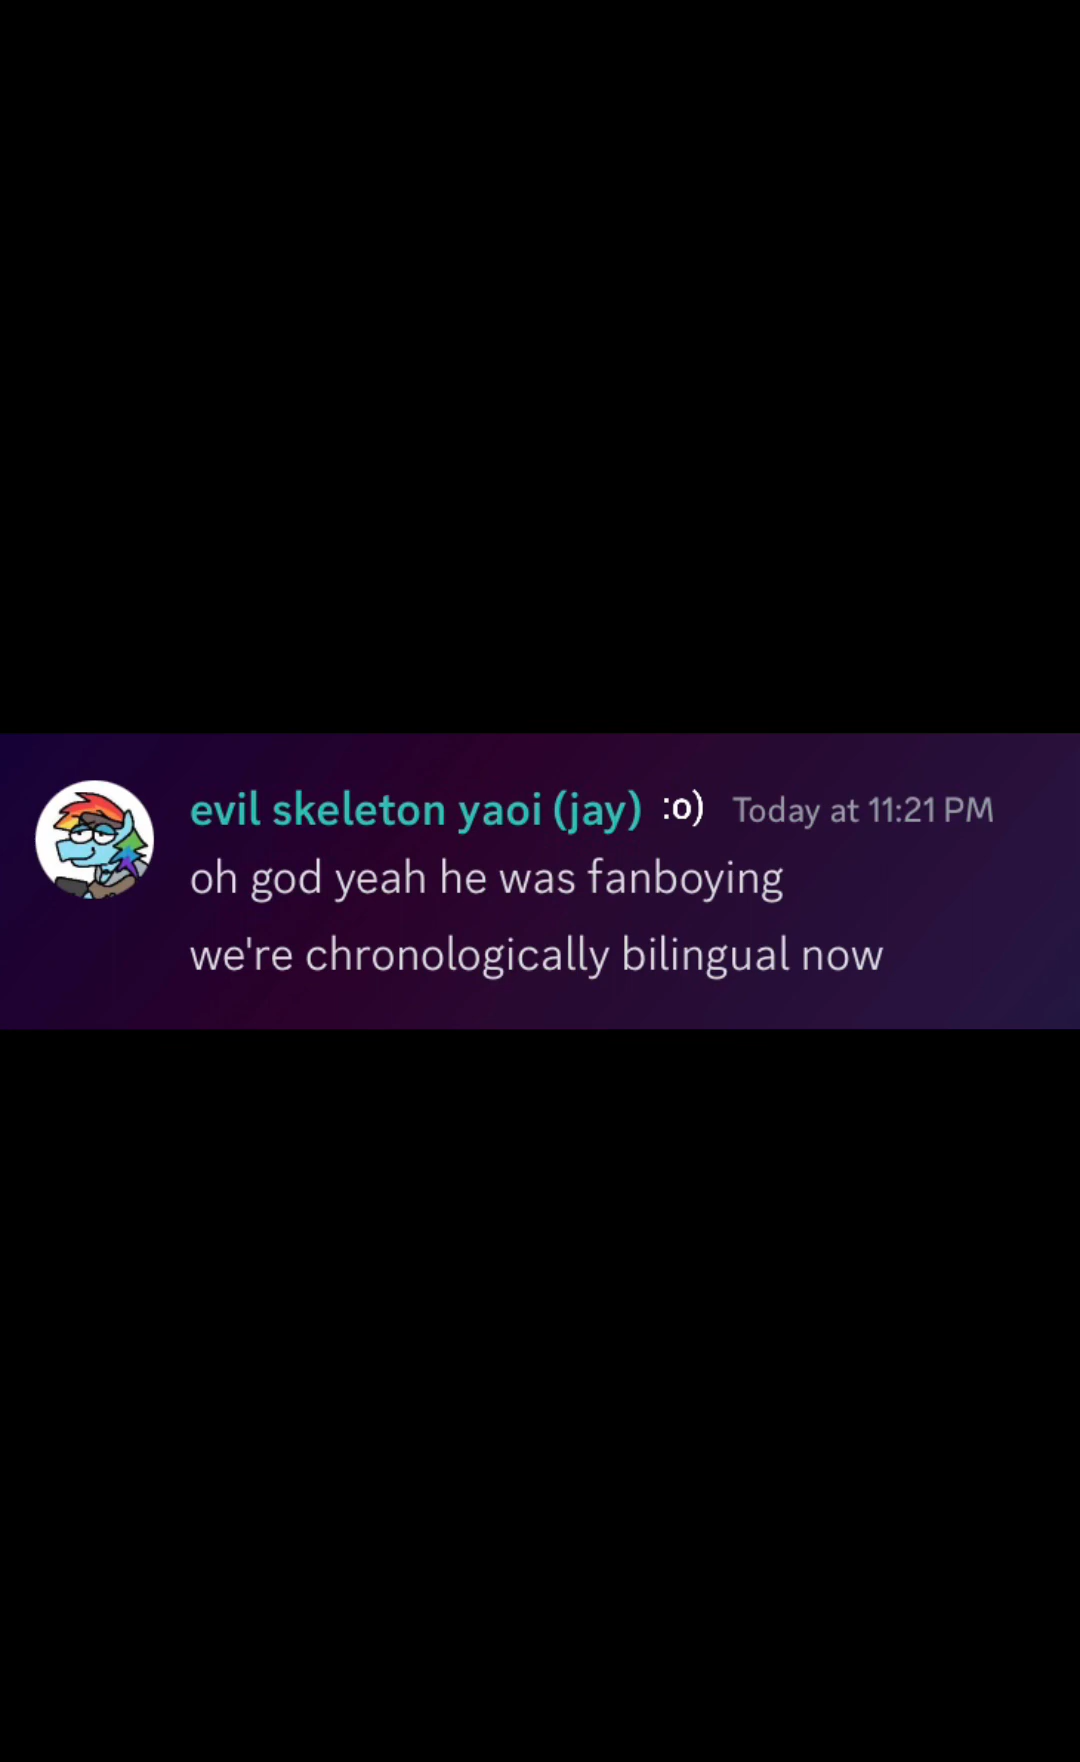 evil skeleton yaoi (jay) :o) Today at 11:21 PM
oh god yeah he was fanboying
we're chronologically bilingual now